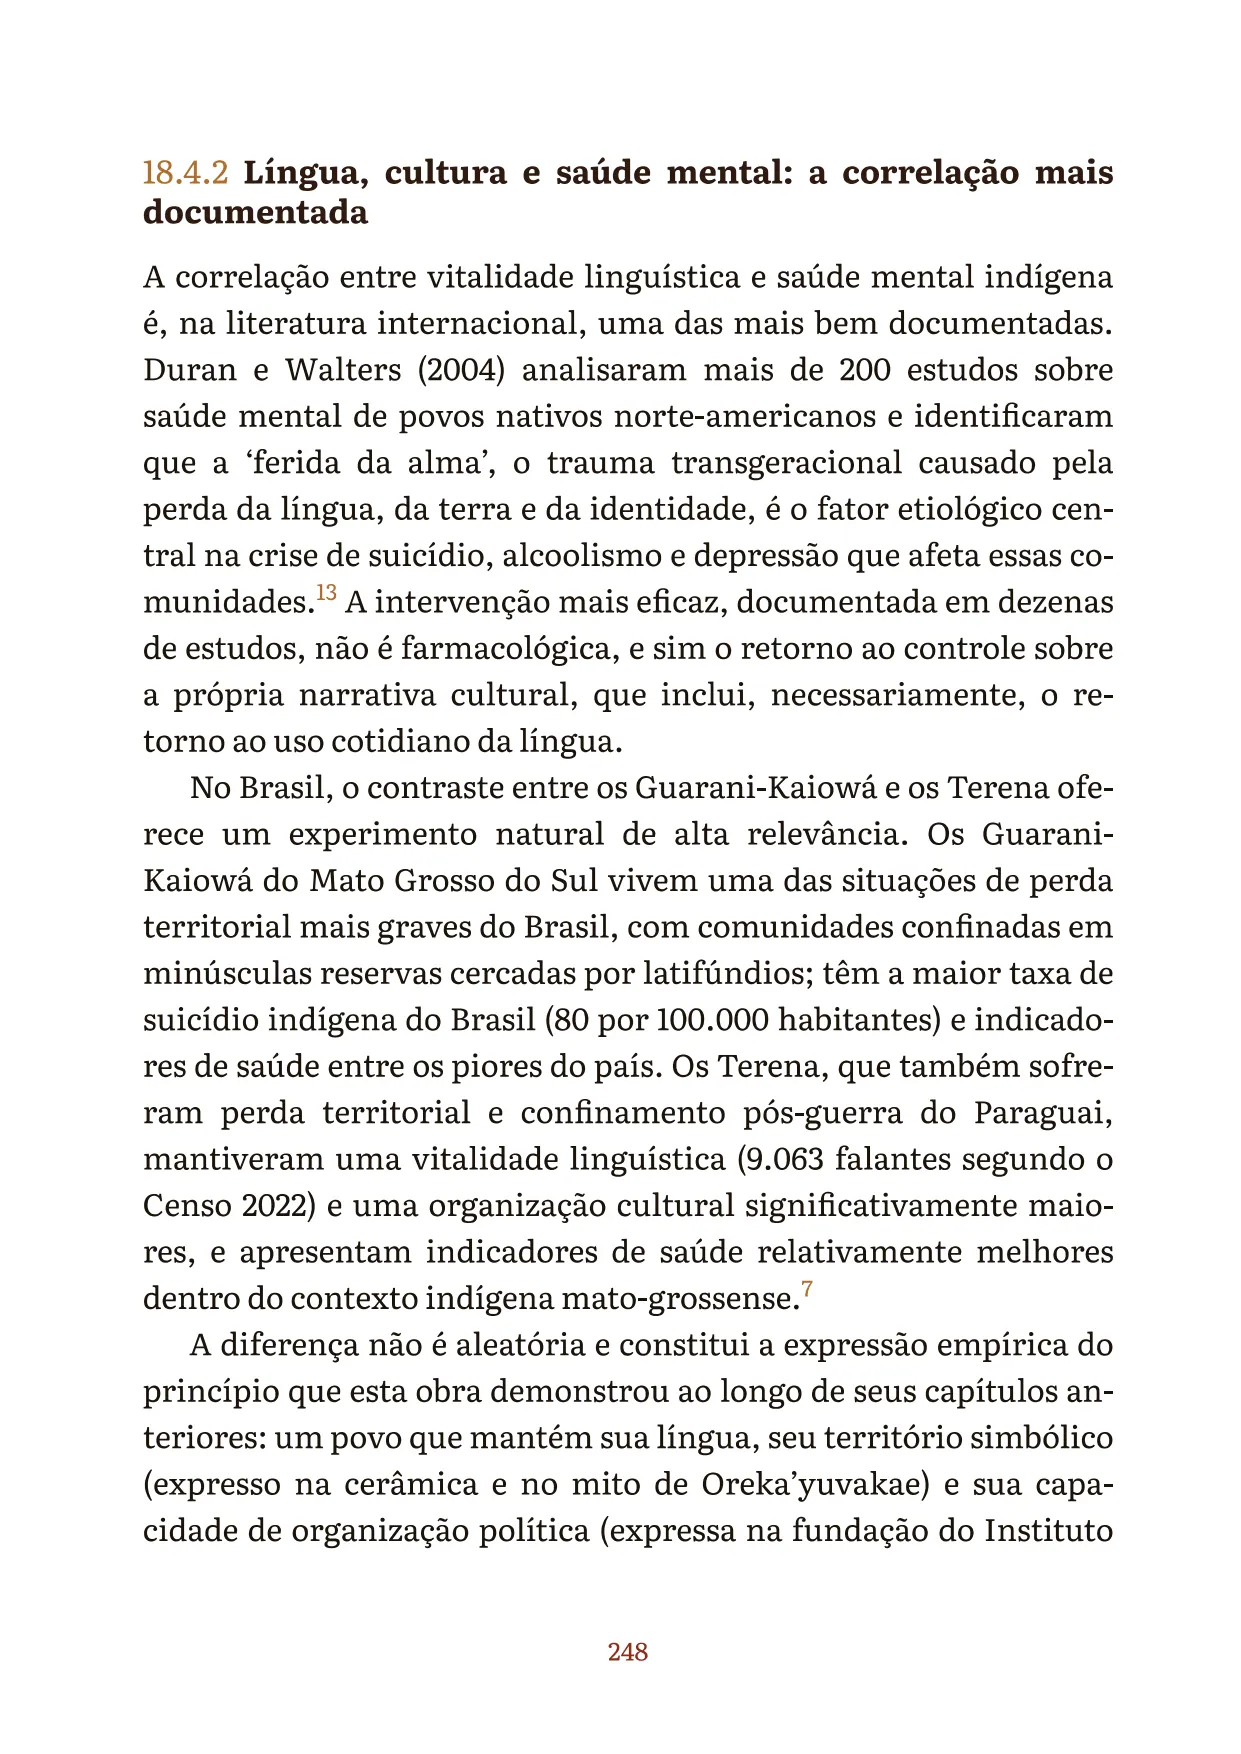 18.4.2 Língua, cultura e saúde mental: a correlação mais
documentada
A correlação entre vitalidade linguística e saúde mental indígena
é, na literatura internacional, uma das mais bem documentadas.
Duran e Walters (2004) analisaram mais de 200 estudos sobre
saúde mental de povos nativos norte-americanos e identificaram
que a ‘ferida da alma’, o trauma transgeracional causado pela
perda da língua, da terra e da identidade, é o fator etiológico cen-
tral na crise de suicídio, alcoolismo e depressão que afeta essas co-
munidades.13 A intervenção mais eficaz, documentada em dezenas
de estudos, não é farmacológica, e sim o retorno ao controle sobre
a própria narrativa cultural, que inclui, necessariamente, o re-
torno ao uso cotidiano da língua.
No Brasil, o contraste entre os Guarani-Kaiowá e os Terena ofe-
rece um experimento natural de alta relevância. Os Guarani-
Kaiowá do Mato Grosso do Sul vivem uma das situações de perda
territorial mais graves do Brasil, com comunidades confinadas em
minúsculas reservas cercadas por latifúndios; têm a maior taxa de
suicídio indígena do Brasil (80 por 100.000 habitantes) e indicado-
res de saúde entre os piores do país. Os Terena, que também sofre-
ram perda territorial e confinamento pós-guerra do Paraguai,
mantiveram uma vitalidade linguística (9.063 falantes segundo o
Censo 2022) e uma organização cultural significativamente maio-
res, e apresentam indicadores de saúde relativamente melhores
dentro do contexto indígena mato-grossense.7
A diferença não é aleatória e constitui a expressão empírica do
princípio que esta obra demonstrou ao longo de seus capítulos an-
teriores: um povo que mantém sua língua, seu território simbólico
(expresso na cerâmica e no mito de Oreka’yuvakae) e sua capa-
cidade de organização política (expressa na fundação do Instituto
248